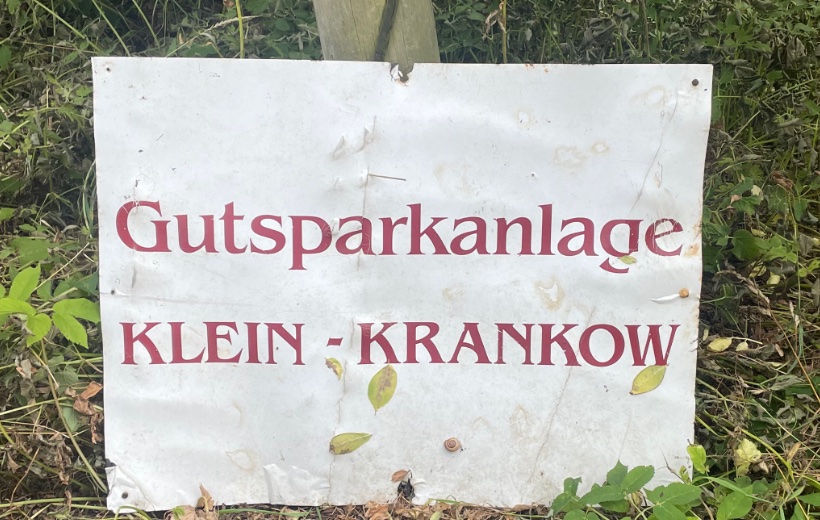 Gutsparkanlage
KLEIN - KRANKOW